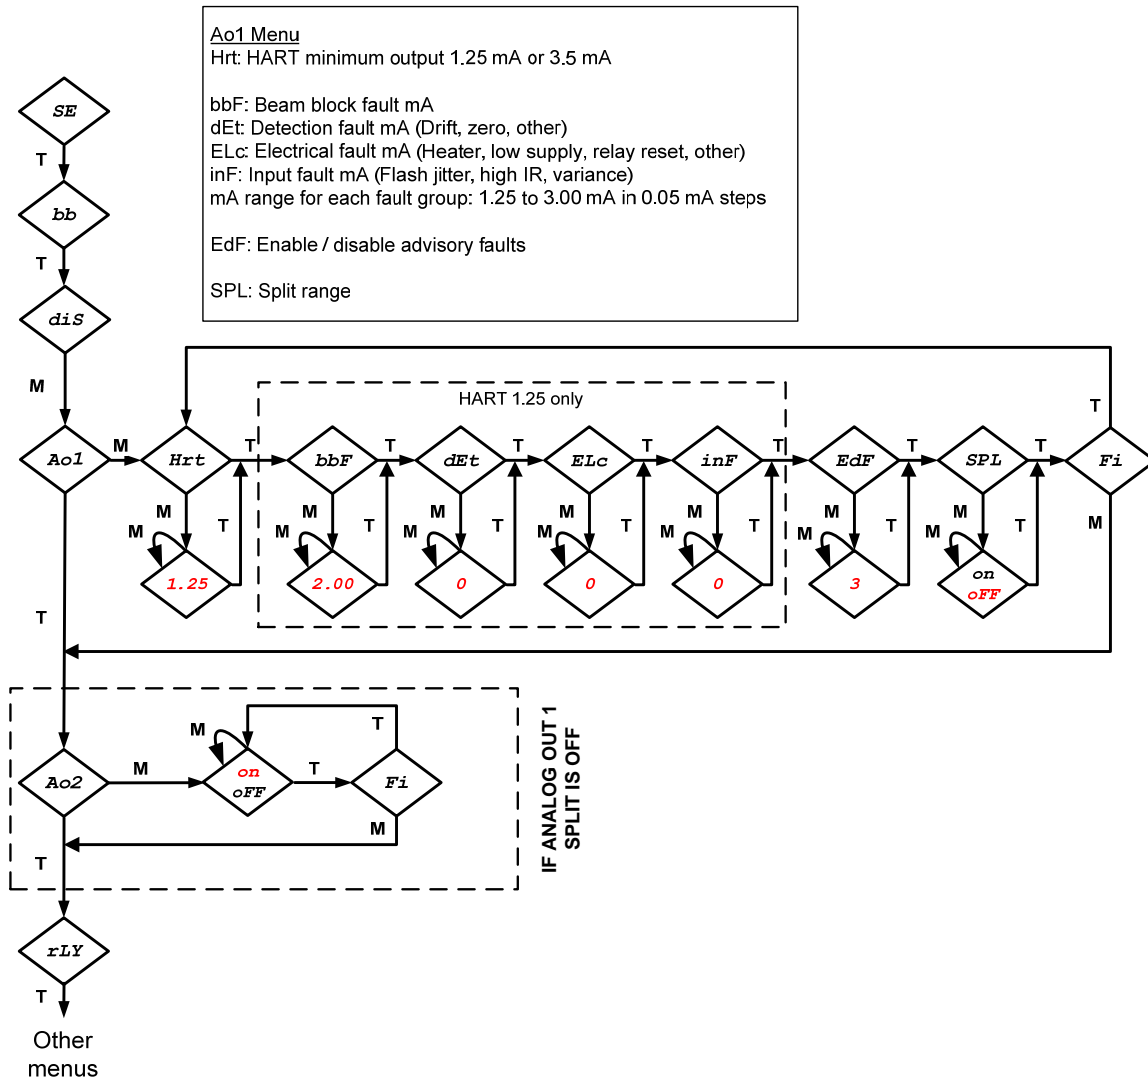 Ao1 Menu
Hrt: HART minimum output 1.25 mA or 3.5 mA
bbF: Beam block fault mA
dEt: Detection fault mA (Drift, zero, other)
ELc: Electrical fault mA (Heater, low supply, relay reset, other)
inF: Input fault mA (Flash jitter, high IR, variance)
mA range for each fault group: 1.25 to 3.00 mA in 0.05 mA steps
EdF: Enable / disable advisory faults
SPL: Split range
SE
T
bb
T
diS
M
Ao1
M
Hrt
T
HART 1.25 only
bbF
T
dEt
T
ELc
T
inF
T
EdF
T
SPL
T
Fi
T
M
M
M
T
1.25
M
M
T
2.00
M
M
T
0
M
M
T
0
M
M
T
0
M
M
T
3
M
M
T
on
oFF
T
Ao2
M
M
on
oFF
T
Fi
T
M
IF ANALOG OUT 1
SPLIT IS OFF
T
rLY
T
Other
menus